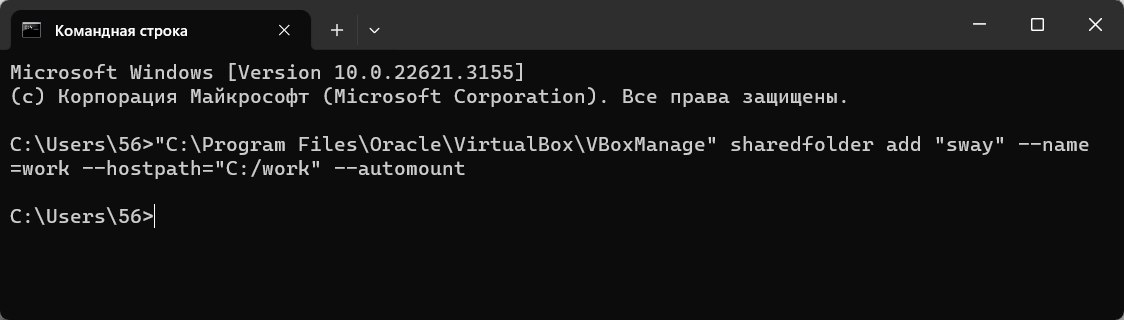 Командная строка
Microsoft Windows [Version 10.0.22621.3155]
(c) Корпорация Майкрософт (Microsoft Corporation). Все права защищены.
C:\Users\56>"C:\Program Files\Oracle\VirtualBox\VBoxManage" sharedfolder add "sway" --name
=work --hostpath="C:/work" --automount
C:\Users\56>